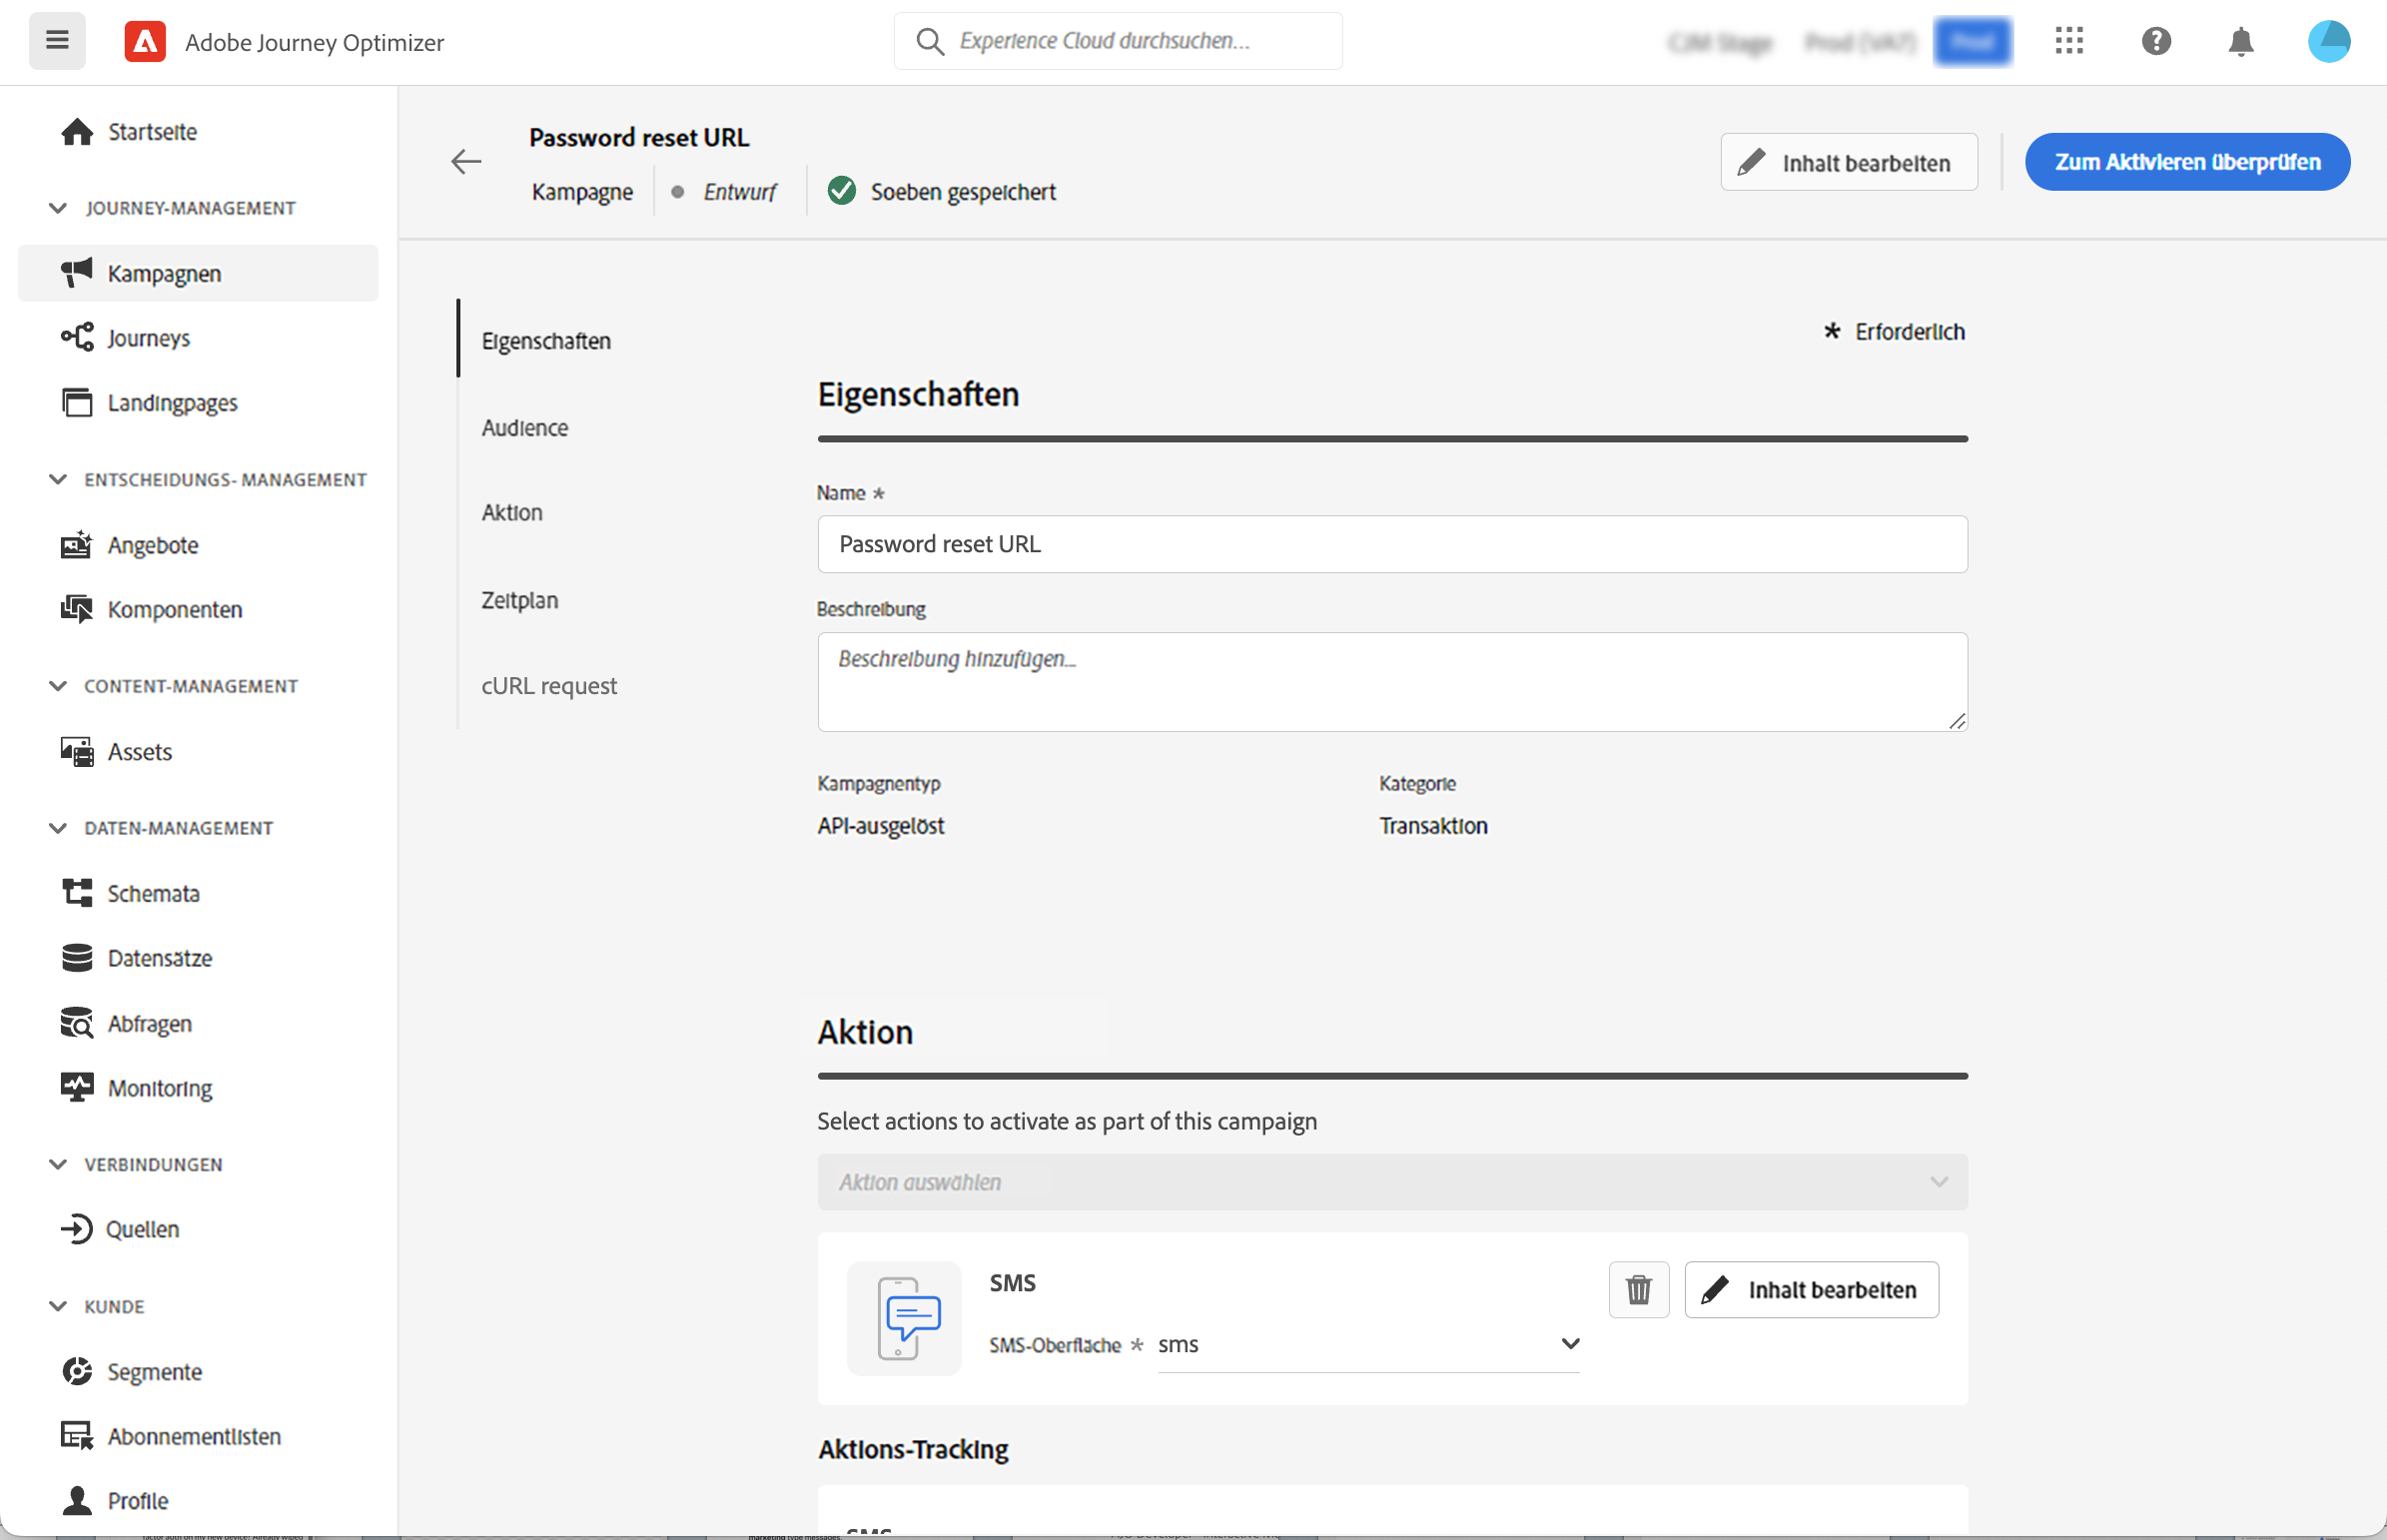 Adobe Journey Optimizer
Experience Cloud durchsuchen...
Startseite
JOURNEY-MANAGEMENT
Kampagnen
Journeys
Landingpages
ENTSCHEIDUNGS- MANAGEMENT
Angebote
Komponenten
CONTENT-MANAGEMENT
Assets
DATEN-MANAGEMENT
Schemata
Datensätze
Abfragen
Monitoring
VERBINDUNGEN
Quellen
KUNDE
Segmente
Abonnementlisten
Profile
Password reset URL
Kampagne Entwurf Soeben gespeichert
Inhalt bearbeiten
Zum Aktivieren überprüfen
Eigenschaften
Audience
Aktion
Zeitplan
cURL request
* Erforderlich
Eigenschaften
Name *
Password reset URL
Beschreibung
Beschreibung hinzufügen...
Kampagnentyp
API-ausgelöst
Kategorie
Transaktion
Aktion
Select actions to activate as part of this campaign
Aktion auswählen
SMS
Inhalt bearbeiten
SMS-Oberfläche * sms
Aktions-Tracking
SMS